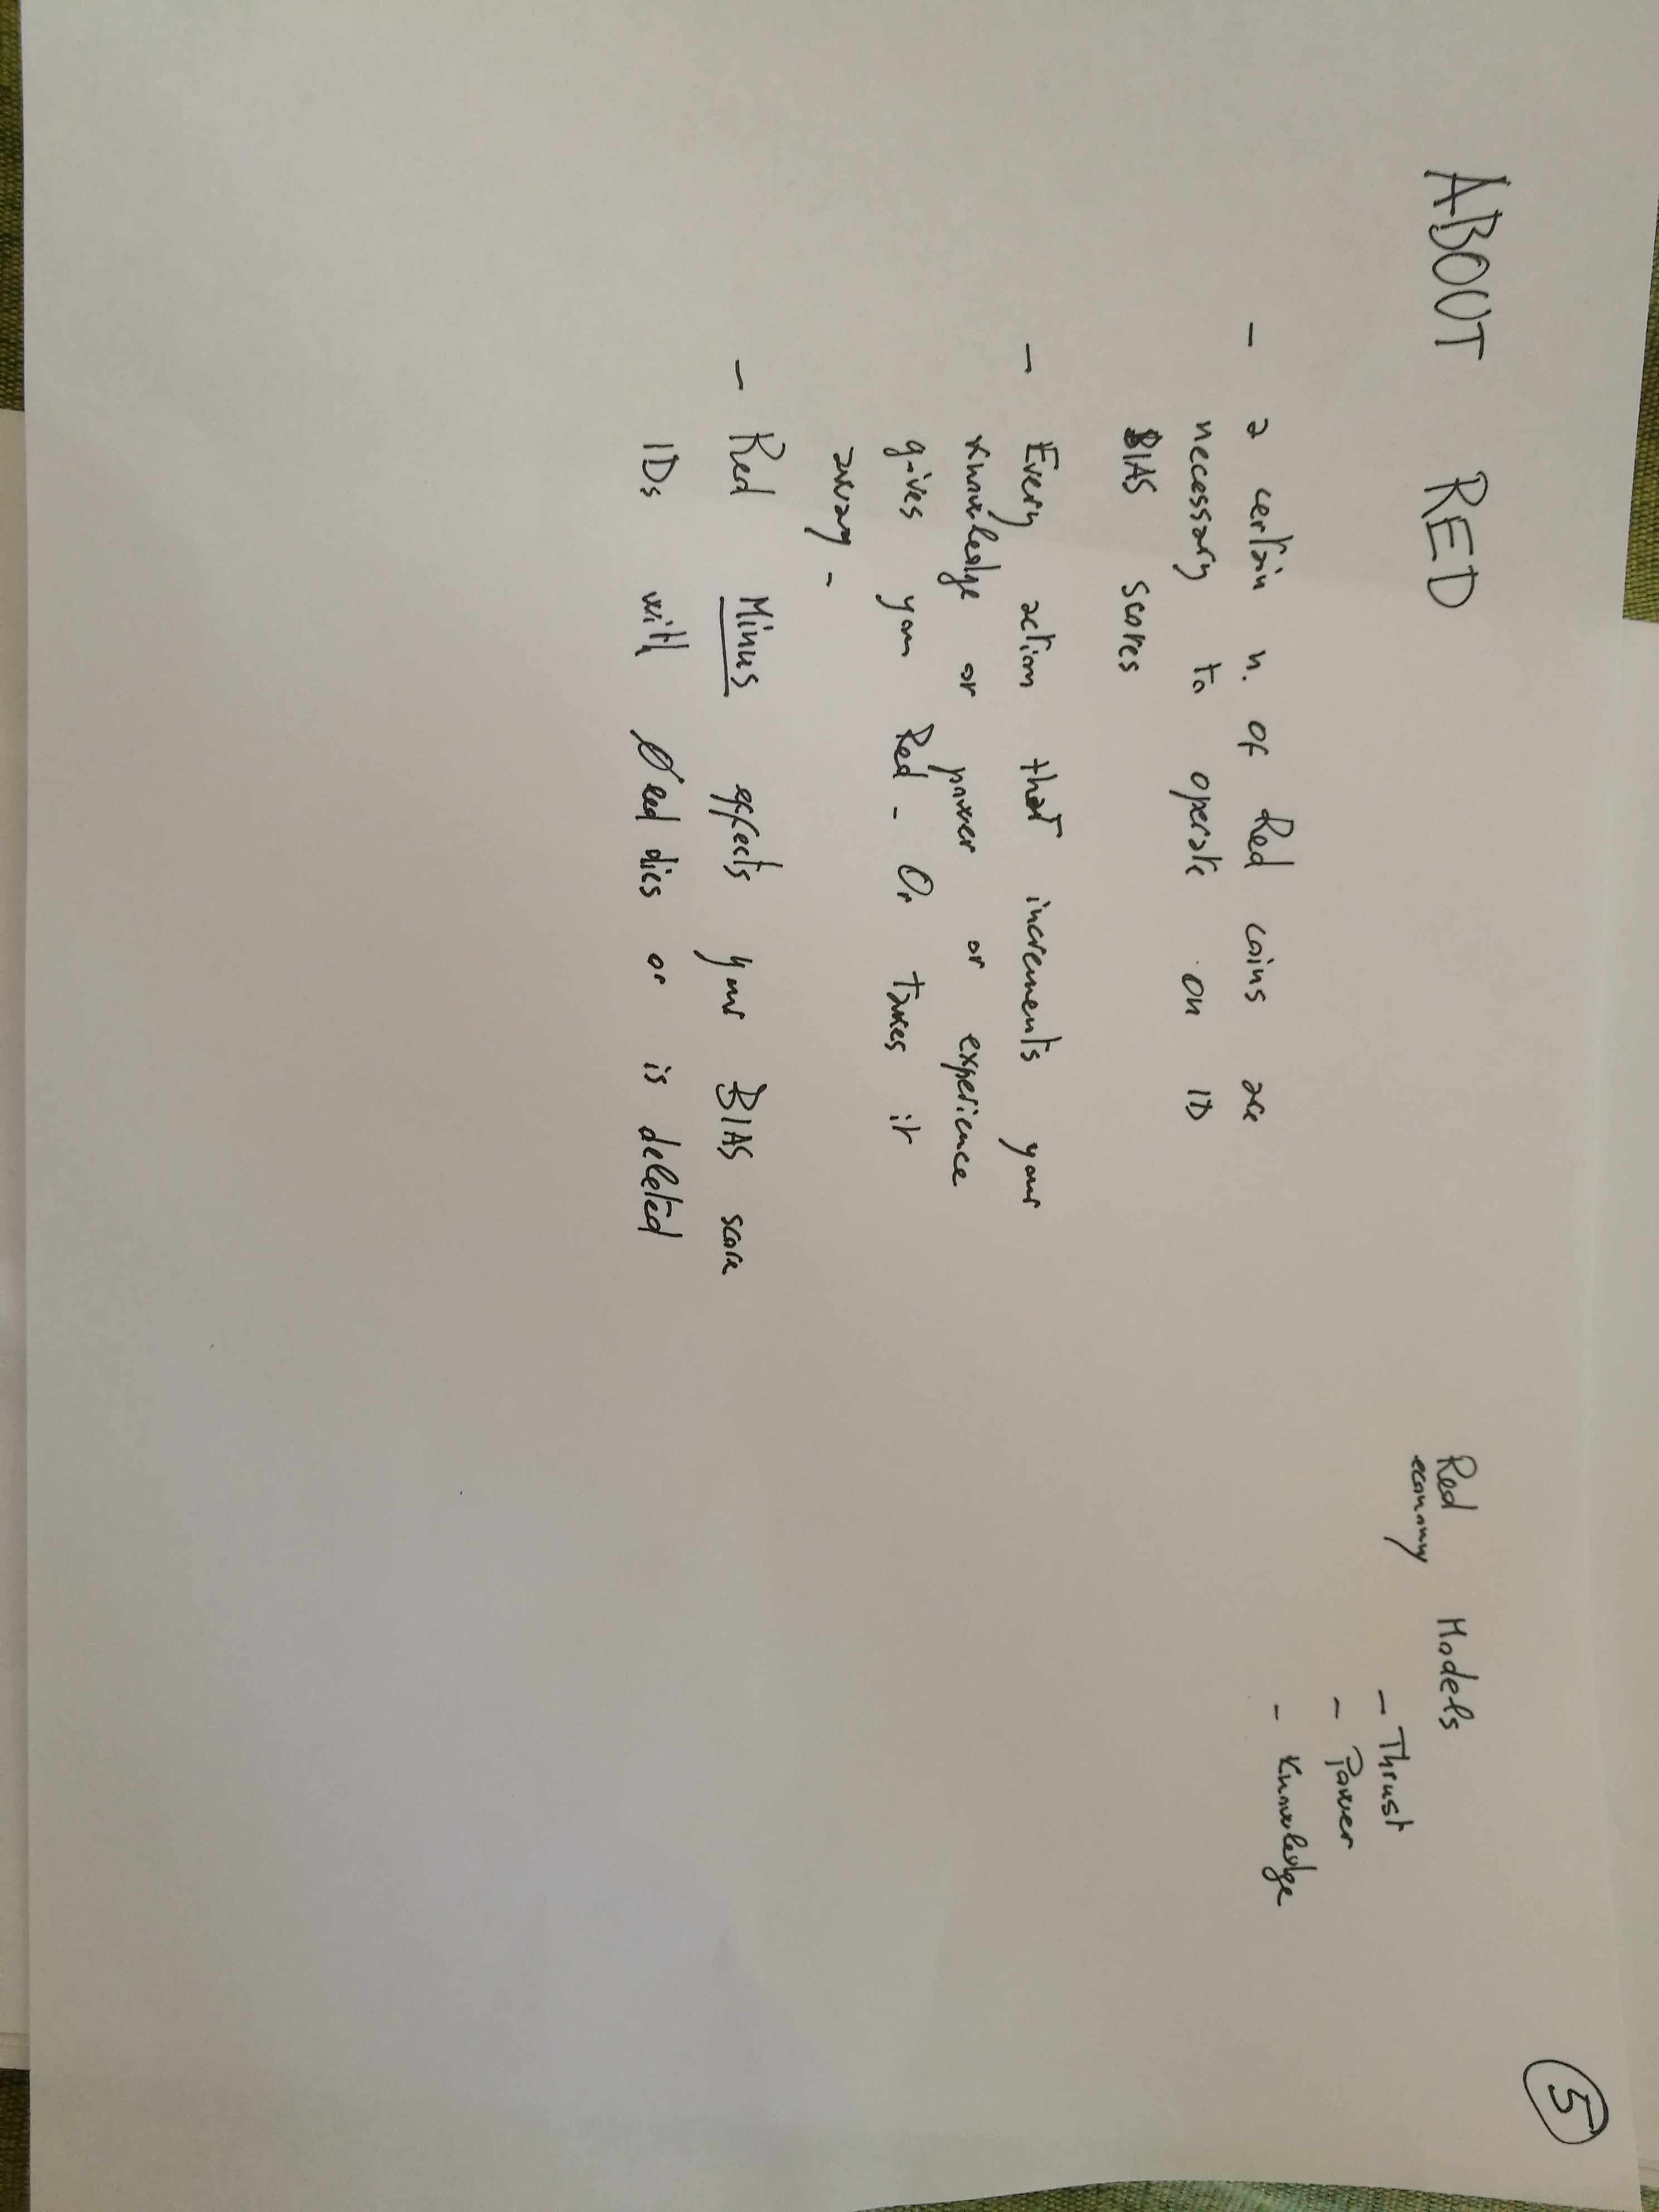 5
ABOUT RED
Red Models
economy
- Thrust
- Power
- Knowledge
- a certain n. of Red coins are
necessary to operate on ID
BIAS scores
- Every action that increments your
knowledge or power or experience
gives you Red - Or takes it
away -
- Red Minus effects your BIAS score
IDs with Red dies or is deleted